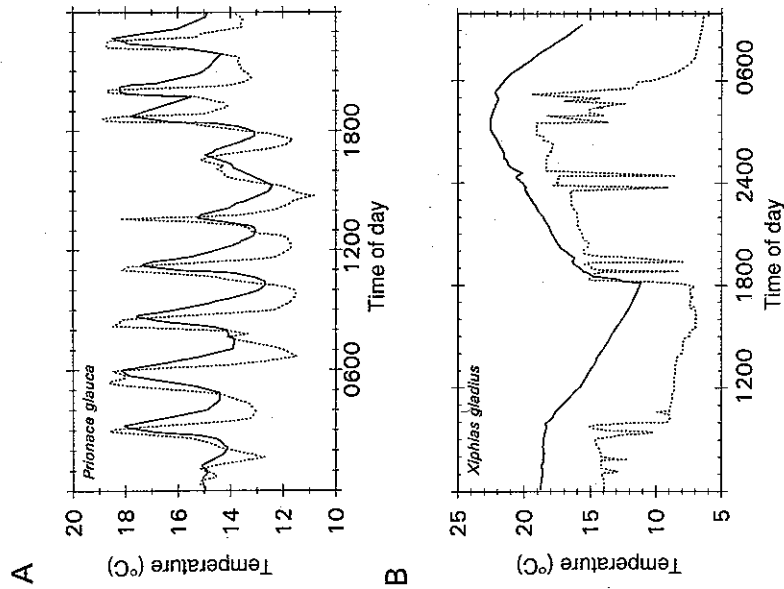 A
Prionace glauca
Temperature (°C)
20
18
16
14
12
10
0600
1200
1800
Time of day
B
Xiphias gladius
Temperature (°C)
25
20
15
10
5
1200
1800
2400
0600
Time of day